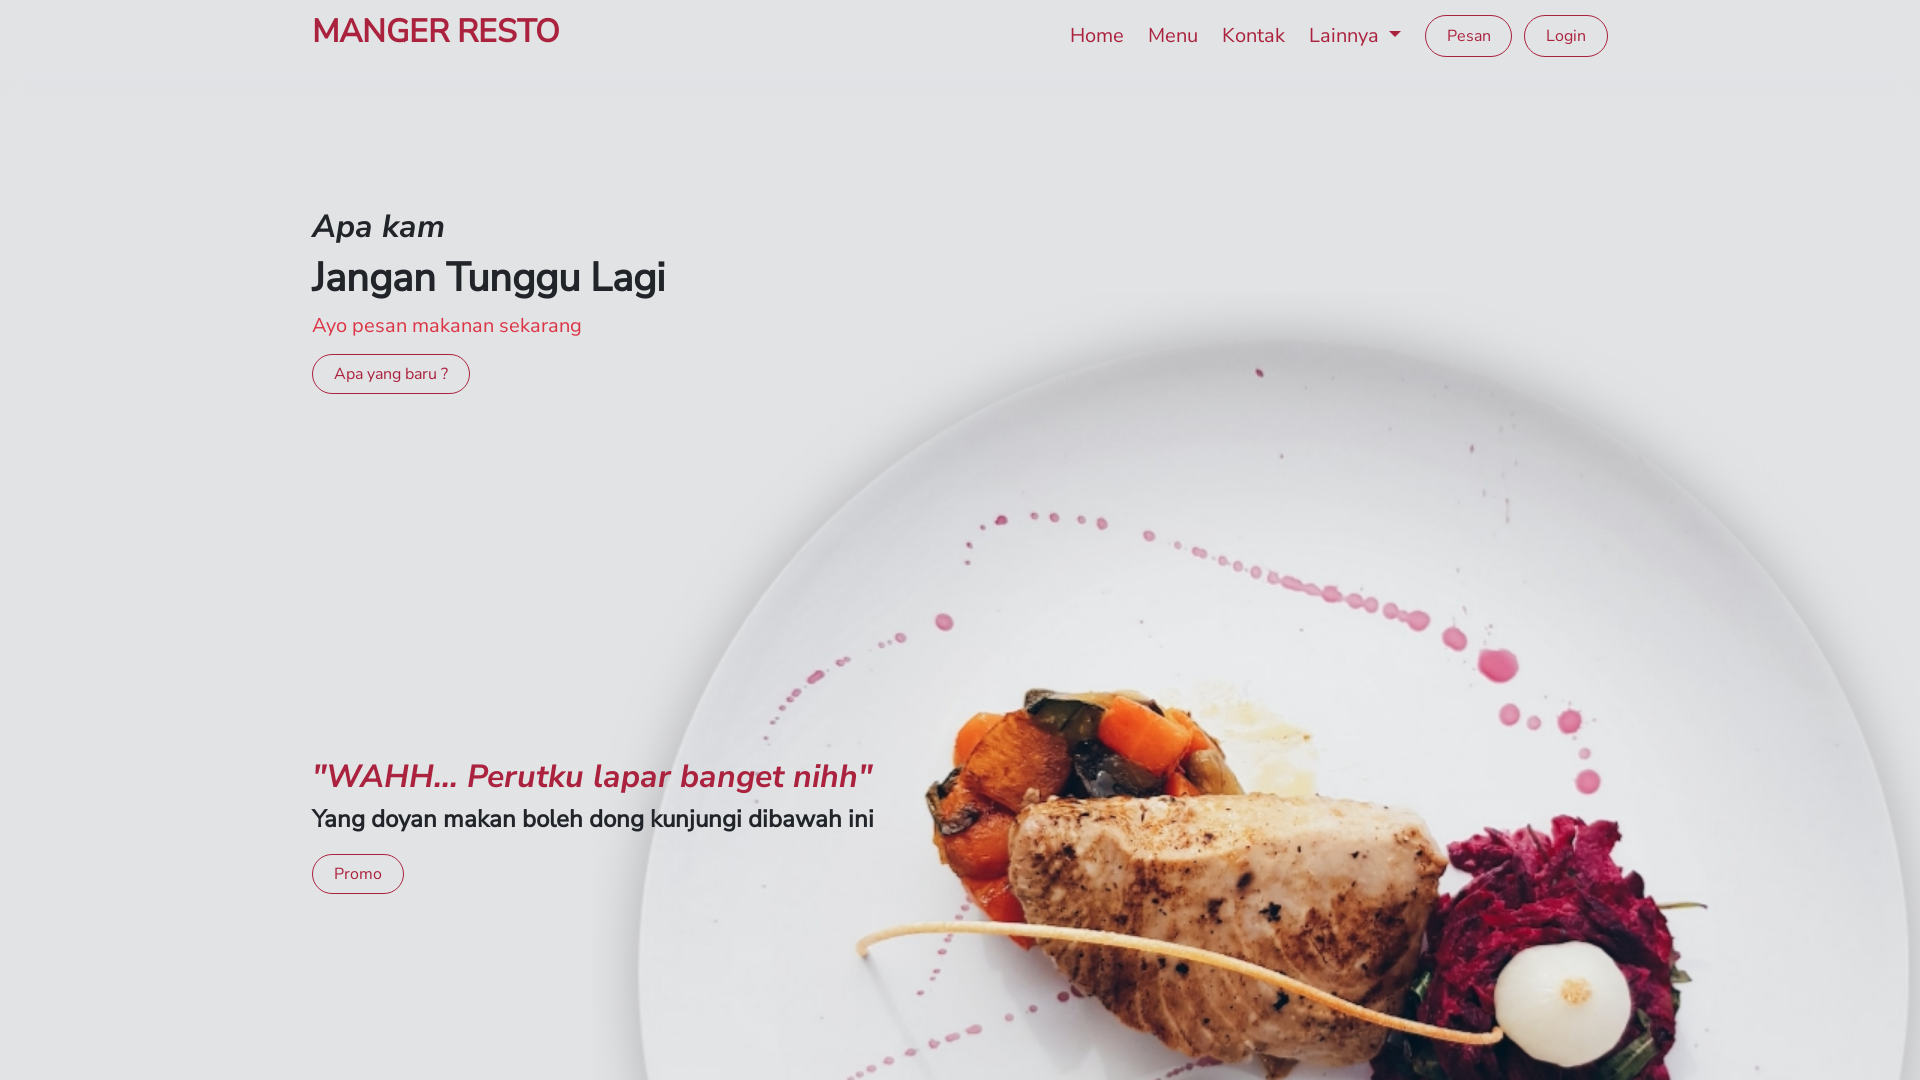 MANGER RESTO
Home Menu Kontak Lainnya Pesan Login
Apa kam
Jangan Tunggu Lagi
Ayo pesan makanan sekarang
Apa yang baru ?
"WAHH... Perutku lapar banget nihh"
Yang doyan makan boleh dong kunjungi dibawah ini
Promo